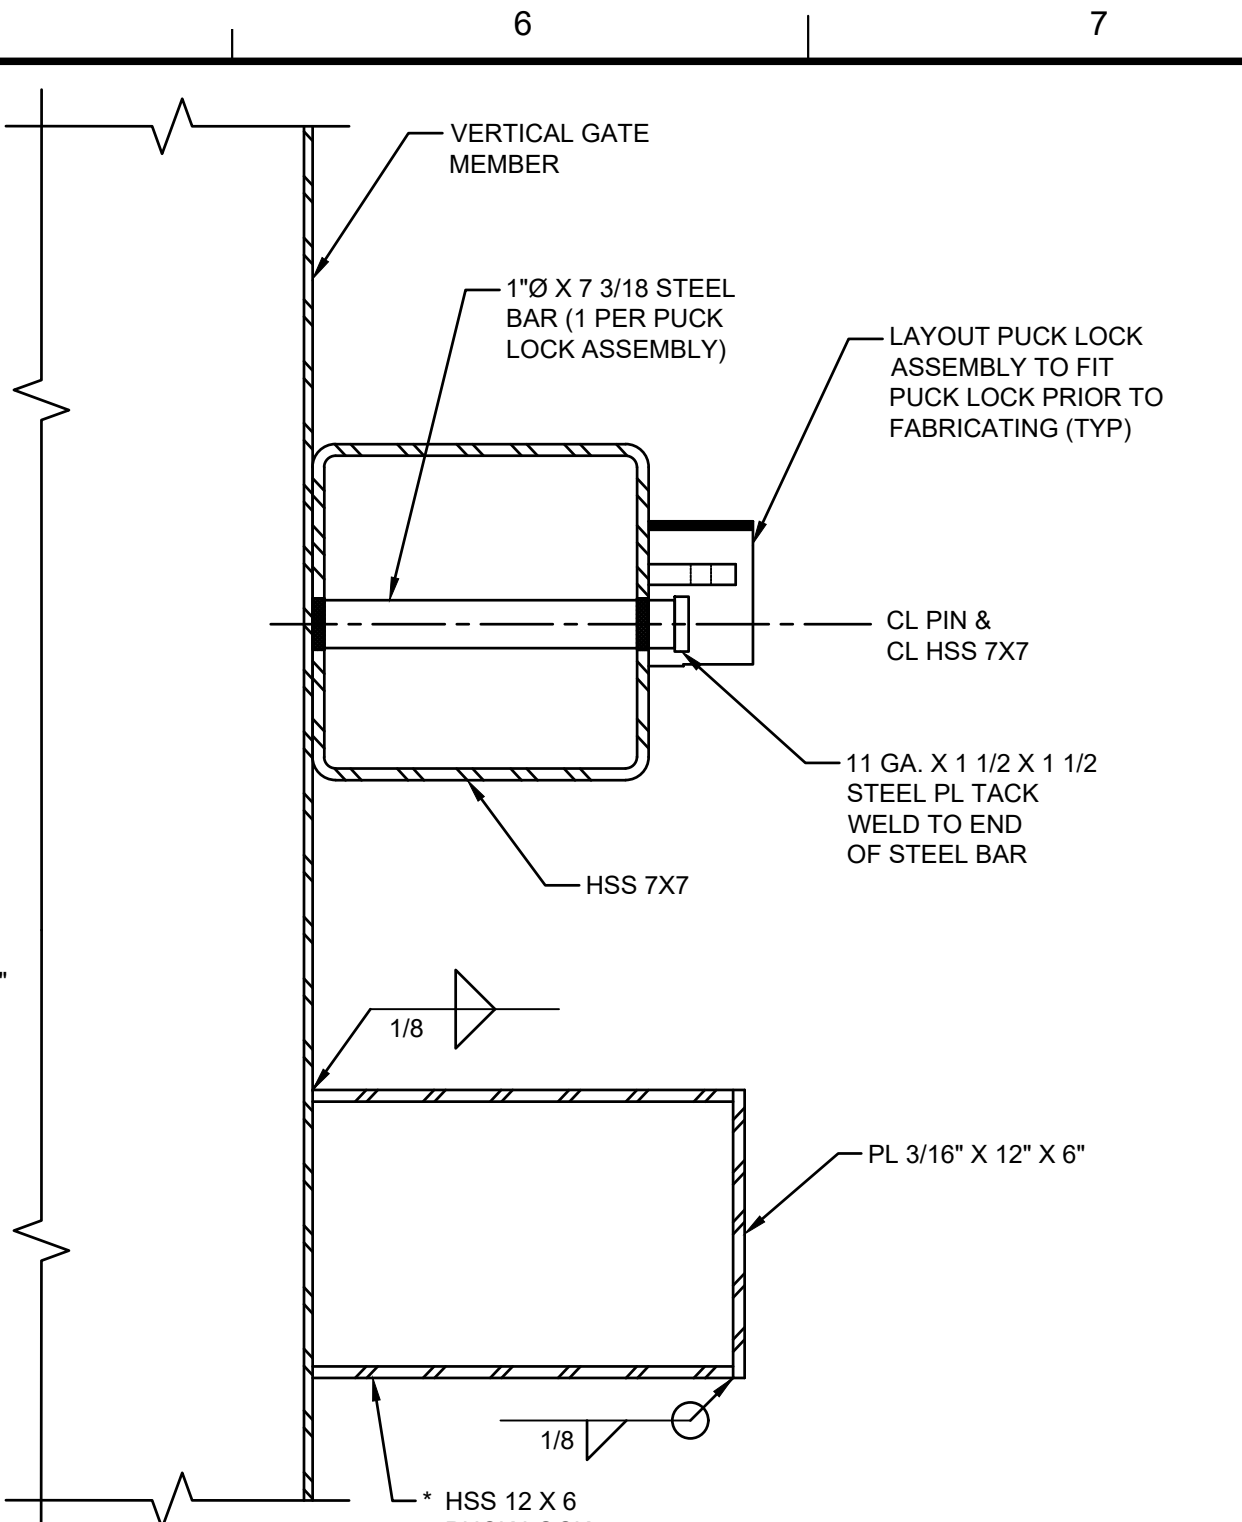 6
7
VERTICAL GATE
MEMBER
1"Ø X 7 3/18 STEEL
BAR (1 PER PUCK
LOCK ASSEMBLY)
LAYOUT PUCK LOCK
ASSEMBLY TO FIT
PUCK LOCK PRIOR TO
FABRICATING (TYP)
CL PIN &
CL HSS 7X7
11 GA. X 1 1/2 X 1 1/2
STEEL PL TACK
WELD TO END
OF STEEL BAR
HSS 7X7
"
1/8
PL 3/16" X 12" X 6"
1/8
* HSS 12 X 6